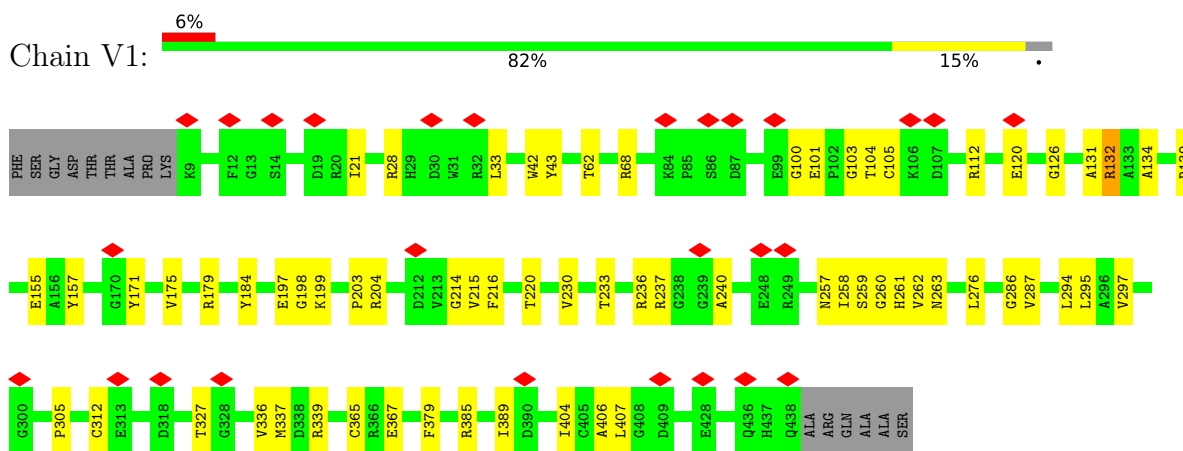 6%
Chain V1:
82% 15% •
PHE SER GLY ASP THR THR ALA PRO LYS K9 F12 G13 S14 D19 R20 I21 R28 H29 D30 W31 R32 L33 W42 Y43 T62 R68 K84 P85 S86 D87 E99 G100 E101 P102 G103 T104 C105 K106 D107 R112 E120 G126 A131 R132 A133 A134
E155 A156 Y157 G170 Y171 V175 R179 Y184 E197 G198 K199 P203 R204 D212 V213 G214 V215 F216 T220 V230 T233 R236 R237 G238 G239 A240 E248 R249 N257 I258 S259 G260 H261 V262 N263 L276 G286 V287 L294 L295 A296 V297
G300 P305 C312 E313 D318 T327 G328 V336 M337 D338 R339 C365 R366 E367 F379 R385 I389 D390 I404 C405 A406 L407 G408 D409 E428 Q436 H437 Q438 ALA ARG GLN ALA ALA SER